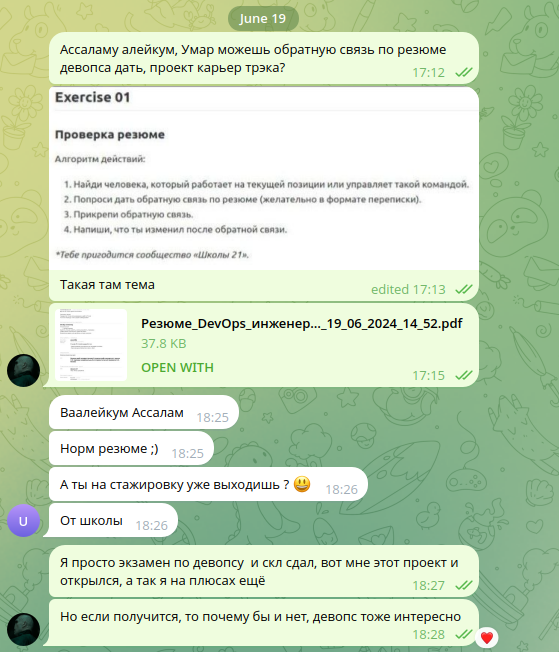 June 19
Ассаламу алейкум, Умар можешь обратную связь по резюме
девопса дать, проект карьер трэка?
17:12
Exercise 01
Проверка резюме
Алгоритм действий:
1. Найди человека, который работает на текущей позиции или управляет такой командой.
2. Попроси дать обратную связь по резюме (желательно в формате переписки).
3. Прикрепи обратную связь.
4. Напиши, что ты изменил после обратной связи.
*Тебе пригодится сообщество «Школы 21».
Такая там тема
edited 17:13
Резюме_DevOps_инженер..._19_06_2024_14_52.pdf
37.8 KB
OPEN WITH
17:15
Ваалейкум Ассалам 18:25
Норм резюме ;) 18:25
А ты на стажировку уже выходишь ? 😃 18:26
U
От школы 18:26
Я просто экзамен по девопсу и скл сдал, вот мне этот проект и
открылся, а так я на плюсах ещё
18:27
Но если получится, то почему бы и нет, девопс тоже интересно
18:28